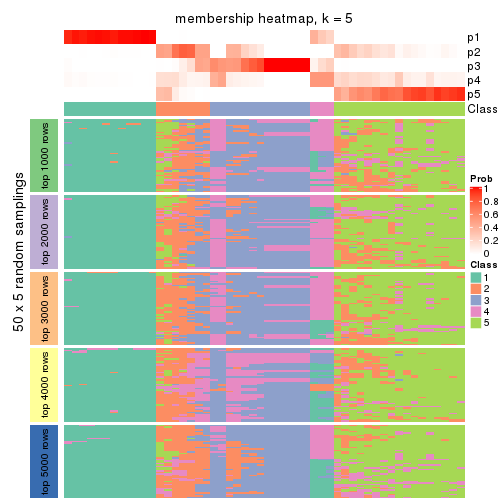 membership heatmap, k = 5
p1
p2
p3
p4
p5
Class
50 x 5 random samplings
top 1000 rows
top 2000 rows
top 3000 rows
top 4000 rows
top 5000 rows
Prob
1
0.8
0.6
0.4
0.2
0
Class
1
2
3
4
5